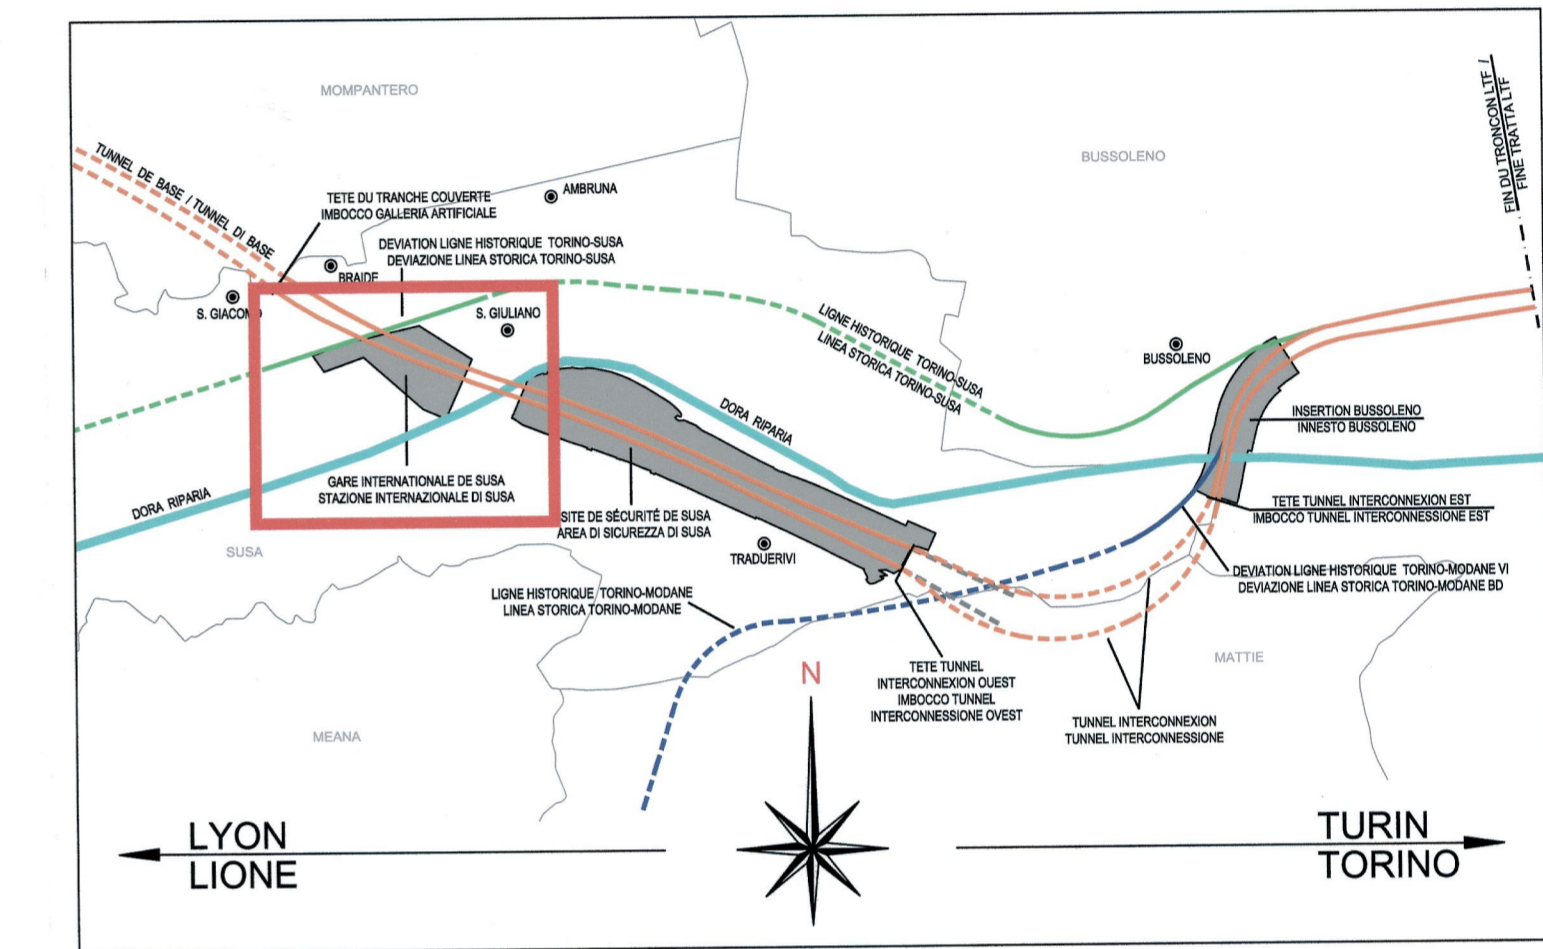 MOMPANTERO
BUSSOLENO
FIN DU TRONCON LTF /
FINE TRATTA LTF
TUNNEL DE BASE / TUNNEL DI BASE
TETE DU TRANCHE COUVERTE
IMBOCCO GALLERIA ARTIFICIALE
AMBRUNA
DEVIATION LIGNE HISTORIQUE TORINO-SUSA
DEVIAZIONE LINEA STORICA TORINO-SUSA
BRAIDE
S. GIACOMO
S. GIULIANO
LIGNE HISTORIQUE TORINO-SUSA
LINEA STORICA TORINO-SUSA
BUSSOLENO
INSERTION BUSSOLENO
INNESTO BUSSOLENO
DORA RIPARIA
GARE INTERNATIONALE DE SUSA
STAZIONE INTERNAZIONALE DI SUSA
DORA RIPARIA
TETE TUNNEL INTERCONNEXION EST
IMBOCCO TUNNEL INTERCONNESSIONE EST
SITE DE SÉCURITÉ DE SUSA
AREA DI SICUREZZA DI SUSA
SUSA
TRADUERIVI
DEVIATION LIGNE HISTORIQUE TORINO-MODANE VI
DEVIAZIONE LINEA STORICA TORINO-MODANE BD
LIGNE HISTORIQUE TORINO-MODANE
LINEA STORICA TORINO-MODANE
MATTIE
TETE TUNNEL
INTERCONNEXION OUEST
IMBOCCO TUNNEL
INTERCONNESSIONE OVEST
N
TUNNEL INTERCONNEXION
TUNNEL INTERCONNESSIONE
MEANA
LYON
LIONE
TURIN
TORINO